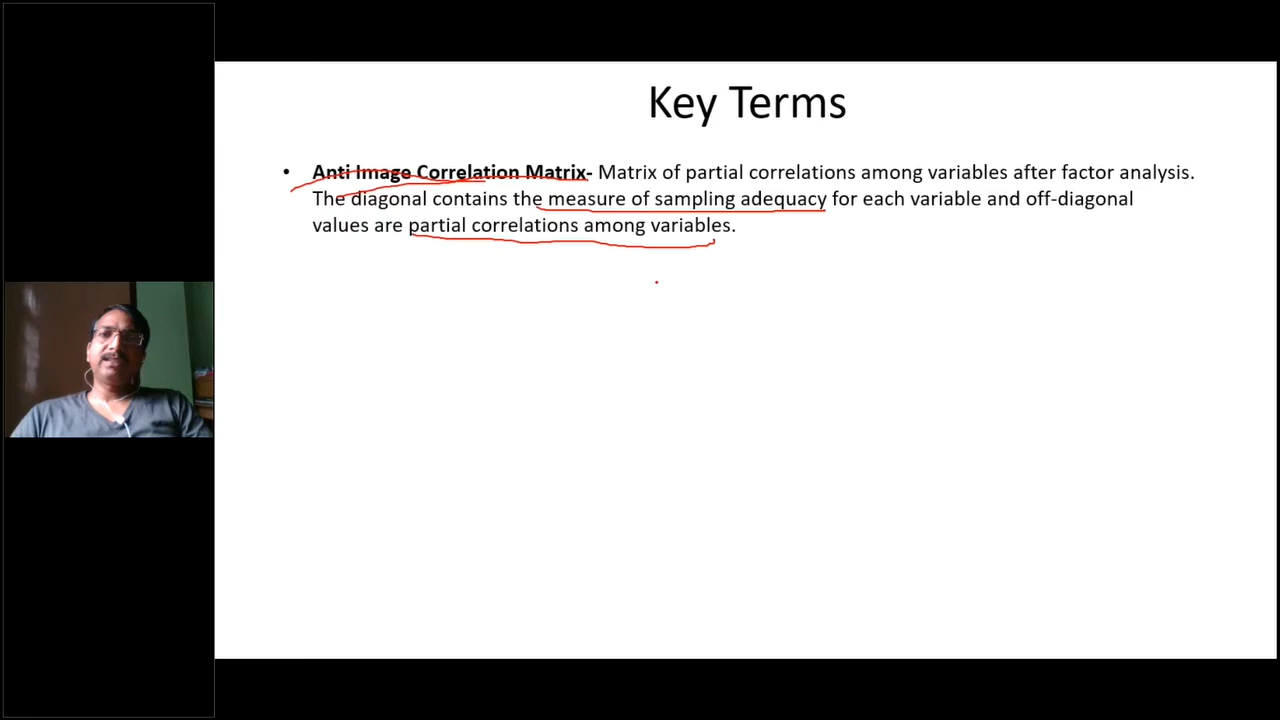 Key Terms
• Anti Image Correlation Matrix- Matrix of partial correlations among variables after factor analysis.
The diagonal contains the measure of sampling adequacy for each variable and off-diagonal
values are partial correlations among variables.